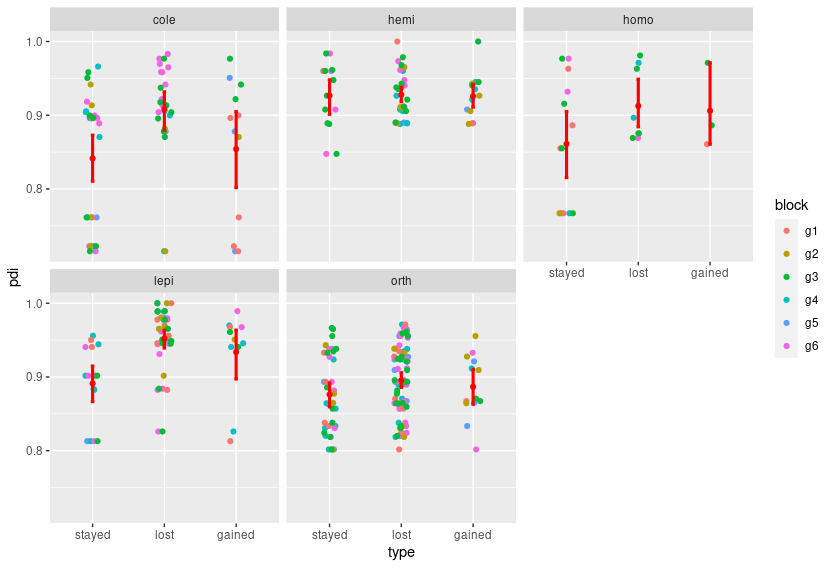 cole hemi homo
1.0
0.9
0.8
stayed lost gained
lepi orth
1.0
0.9
0.8
stayed lost gained stayed lost gained
type
pdi
block
g1
g2
g3
g4
g5
g6